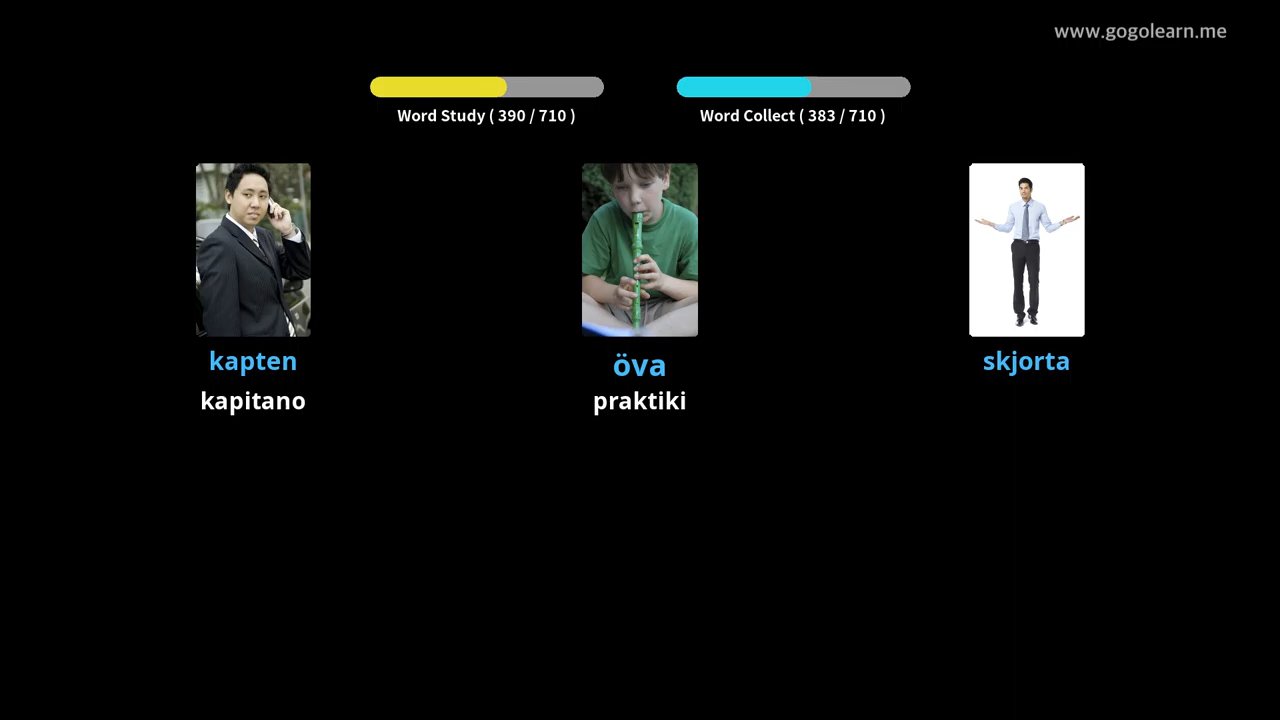 www.gogolearn.me
Word Study ( 390 / 710 )
Word Collect ( 383 / 710 )
kapten
öva
skjorta
kapitano
praktiki